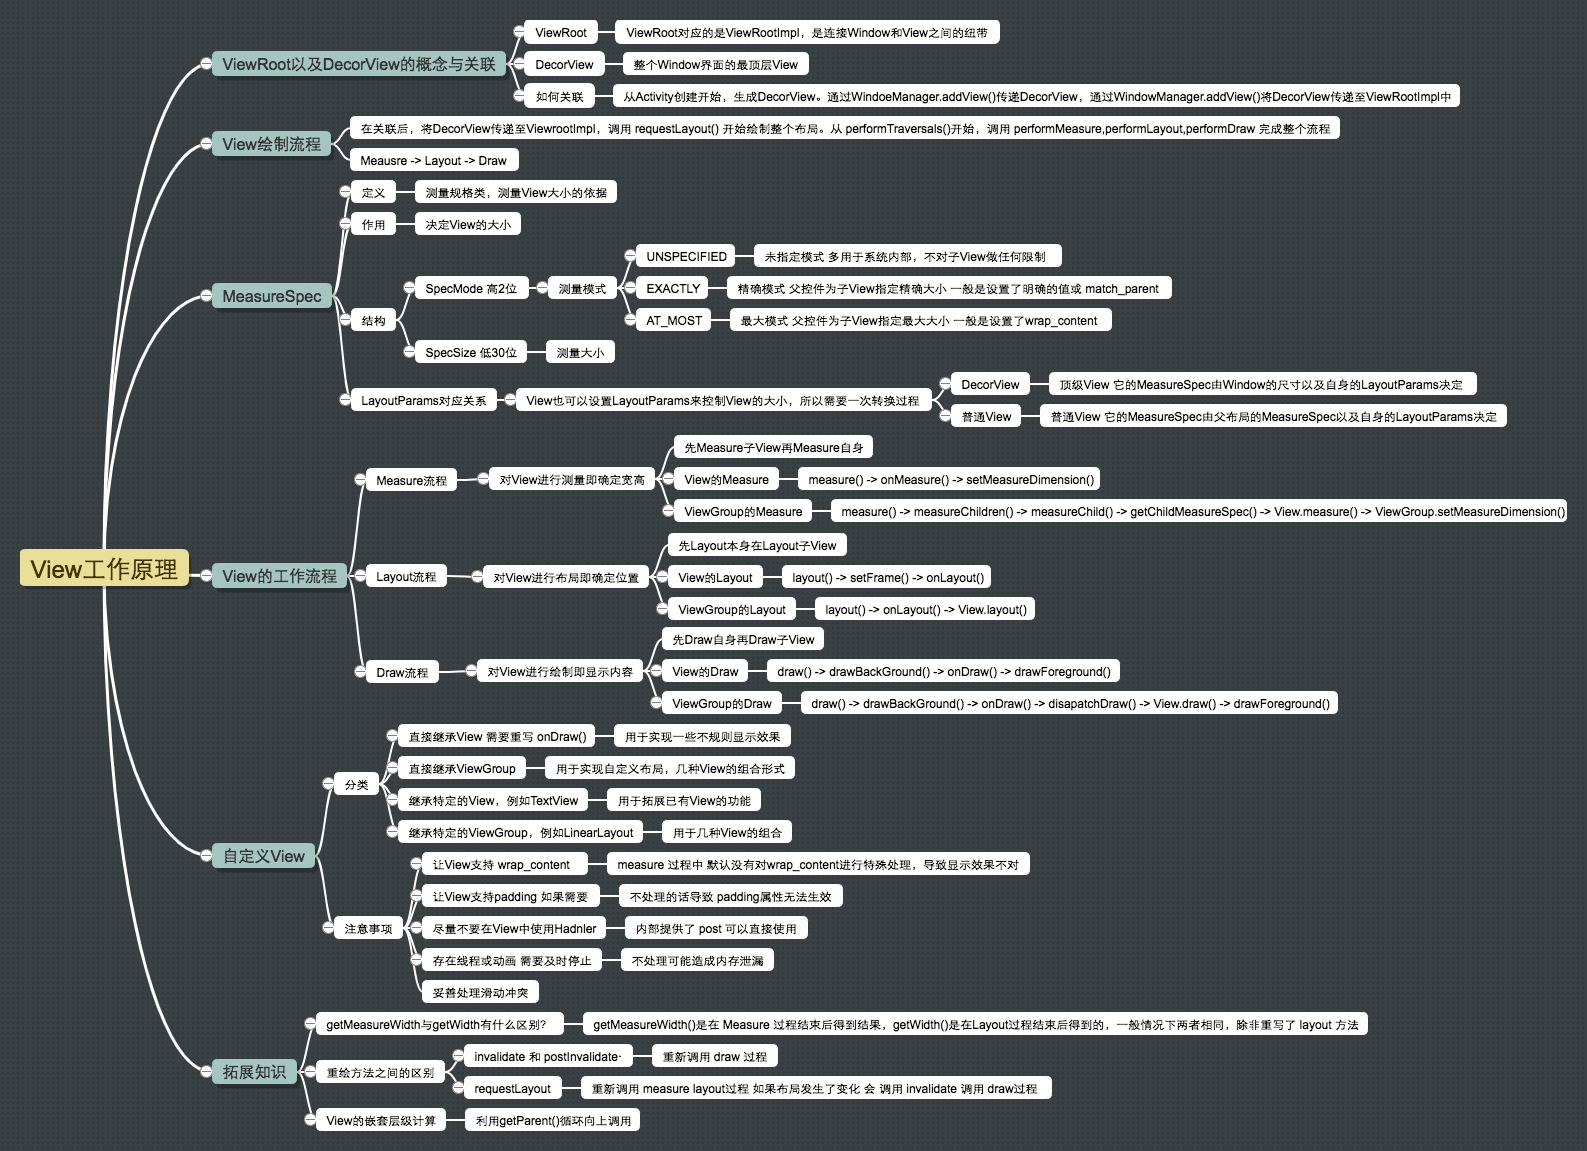 View工作原理
ViewRoot以及DecorView的概念与关联
ViewRoot
ViewRoot对应的是ViewRootImpl，是连接Window和View之间的纽带
DecorView
整个Window界面的最顶层View
如何关联
从Activity创建开始，生成DecorView。通过WindoeManager.addView()传递DecorView，通过WindowManager.addView()将DecorView传递至ViewRootImpl中
View绘制流程
在关联后，将DecorView传递至ViewrootImpl，调用 requestLayout() 开始绘制整个布局。从 performTraversals()开始，调用 performMeasure,performLayout,performDraw 完成整个流程
Meausre -> Layout -> Draw
MeasureSpec
定义
测量规格类，测量View大小的依据
作用
决定View的大小
结构
SpecMode 高2位
测量模式
UNSPECIFIED
未指定模式 多用于系统内部，不对子View做任何限制
EXACTLY
精确模式 父控件为子View指定精确大小 一般是设置了明确的值或 match_parent
AT_MOST
最大模式 父控件为子View指定最大大小 一般是设置了wrap_content
SpecSize 低30位
测量大小
LayoutParams对应关系
View也可以设置LayoutParams来控制View的大小，所以需要一次转换过程
DecorView
顶级View 它的MeasureSpec由Window的尺寸以及自身的LayoutParams决定
普通View
普通View 它的MeasureSpec由父布局的MeasureSpec以及自身的LayoutParams决定
View的工作流程
Measure流程
对View进行测量即确定宽高
先Measure子View再Measure自身
View的Measure
measure() -> onMeasure() -> setMeasureDimension()
ViewGroup的Measure
measure() -> measureChildren() -> measureChild() -> getChildMeasureSpec() -> View.measure() -> ViewGroup.setMeasureDimension()
Layout流程
对View进行布局即确定位置
先Layout本身在Layout子View
View的Layout
layout() -> setFrame() -> onLayout()
ViewGroup的Layout
layout() -> onLayout() -> View.layout()
Draw流程
对View进行绘制即显示内容
先Draw自身再Draw子View
View的Draw
draw() -> drawBackGround() -> onDraw() -> drawForeground()
ViewGroup的Draw
draw() -> drawBackGround() -> onDraw() -> disapatchDraw() -> View.draw() -> drawForeground()
自定义View
分类
直接继承View 需要重写 onDraw()
用于实现一些不规则显示效果
直接继承ViewGroup
用于实现自定义布局，几种View的组合形式
继承特定的View，例如TextView
用于拓展已有View的功能
继承特定的ViewGroup，例如LinearLayout
用于几种View的组合
注意事项
让View支持 wrap_content
measure 过程中 默认没有对wrap_content进行特殊处理，导致显示效果不对
让View支持padding 如果需要
不处理的话导致 padding属性无法生效
尽量不要在View中使用Hadnler
内部提供了 post 可以直接使用
存在线程或动画 需要及时停止
不处理可能造成内存泄漏
妥善处理滑动冲突
拓展知识
getMeasureWidth与getWidth有什么区别？
getMeasureWidth()是在 Measure 过程结束后得到结果，getWidth()是在Layout过程结束后得到的，一般情况下两者相同，除非重写了 layout 方法
重绘方法之间的区别
invalidate 和 postInvalidate·
重新调用 draw 过程
requestLayout
重新调用 measure layout过程 如果布局发生了变化 会 调用 invalidate 调用 draw过程
View的嵌套层级计算
利用getParent()循环向上调用